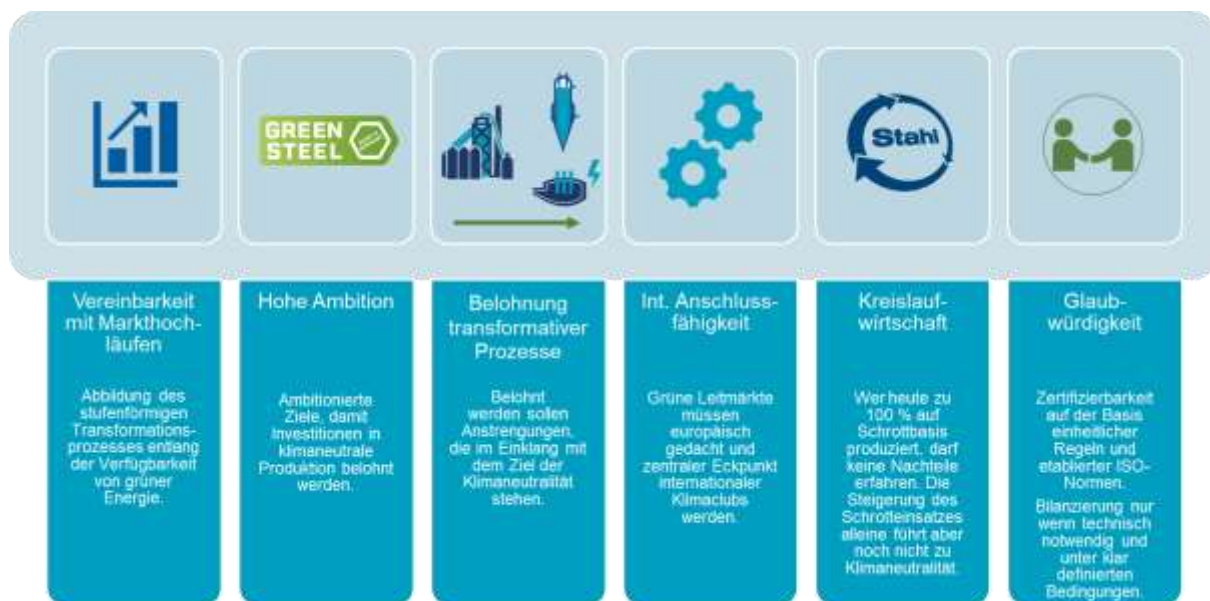 GREEN
STEEL
Stahl
Vereinbarkeit
mit Markthoch-
läufen
Abbildung des
stufenförmigen
Transformations-
prozesses entlang
der Verfügbarkeit
von grüner
Energie.
Hohe Ambition
Ambitionierte
Ziele, damit
Investitionen in
klimaneutrale
Produktion belohnt
werden.
Belohnung
transformativer
Prozesse
Belohnt
werden sollen
Anstrengungen,
die im Einklang mit
dem Ziel der
Klimaneutralität
stehen.
Int. Anschluss-
fähigkeit
Grüne Leitmärkte
müssen
europäisch
gedacht und
zentraler Eckpunkt
internationaler
Klimaclubs
werden.
Kreislauf-
wirtschaft
Wer heute zu
100 % auf
Schrottbasis
produziert, darf
keine Nachteile
erfahren. Die
Steigerung des
Schrotteinsatzes
alleine führt aber
noch nicht zu
Klimaneutralität.
Glaub-
würdigkeit
Zertifizierbarkeit
auf der Basis
einheitlicher
Regeln und
etablierter ISO-
Normen.
Bilanzierung nur
wenn technisch
notwendig und
unter klar
definierten
Bedingungen.